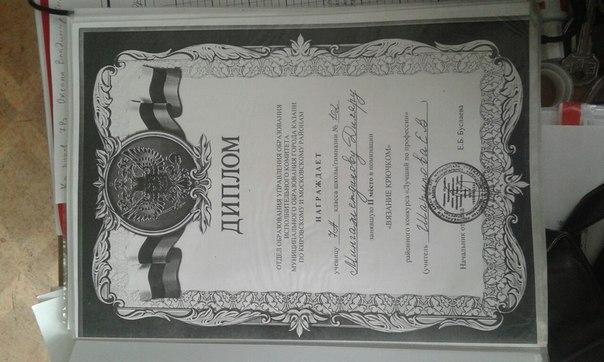 ДИПЛОМ
ОТДЕЛ ОБРАЗОВАНИЯ УПРАВЛЕНИЯ ОБРАЗОВАНИЯ
ИСПОЛНИТЕЛЬНОГО КОМИТЕТА
МУНИЦИПАЛЬНОГО ОБРАЗОВАНИЯ ГОРОДА КАЗАНИ
ПО КИРОВСКОМУ И МОСКОВСКОМУ РАЙОНАМ
НАГРАЖДАЕТ
ученицу класса школы/гимназии №
занявшую II место в номинации
«ВЯЗАНИЕ КРЮЧКОМ»
районного конкурса «Лучший по профессии»
(учитель)
Начальник Е.Б. Буслаева